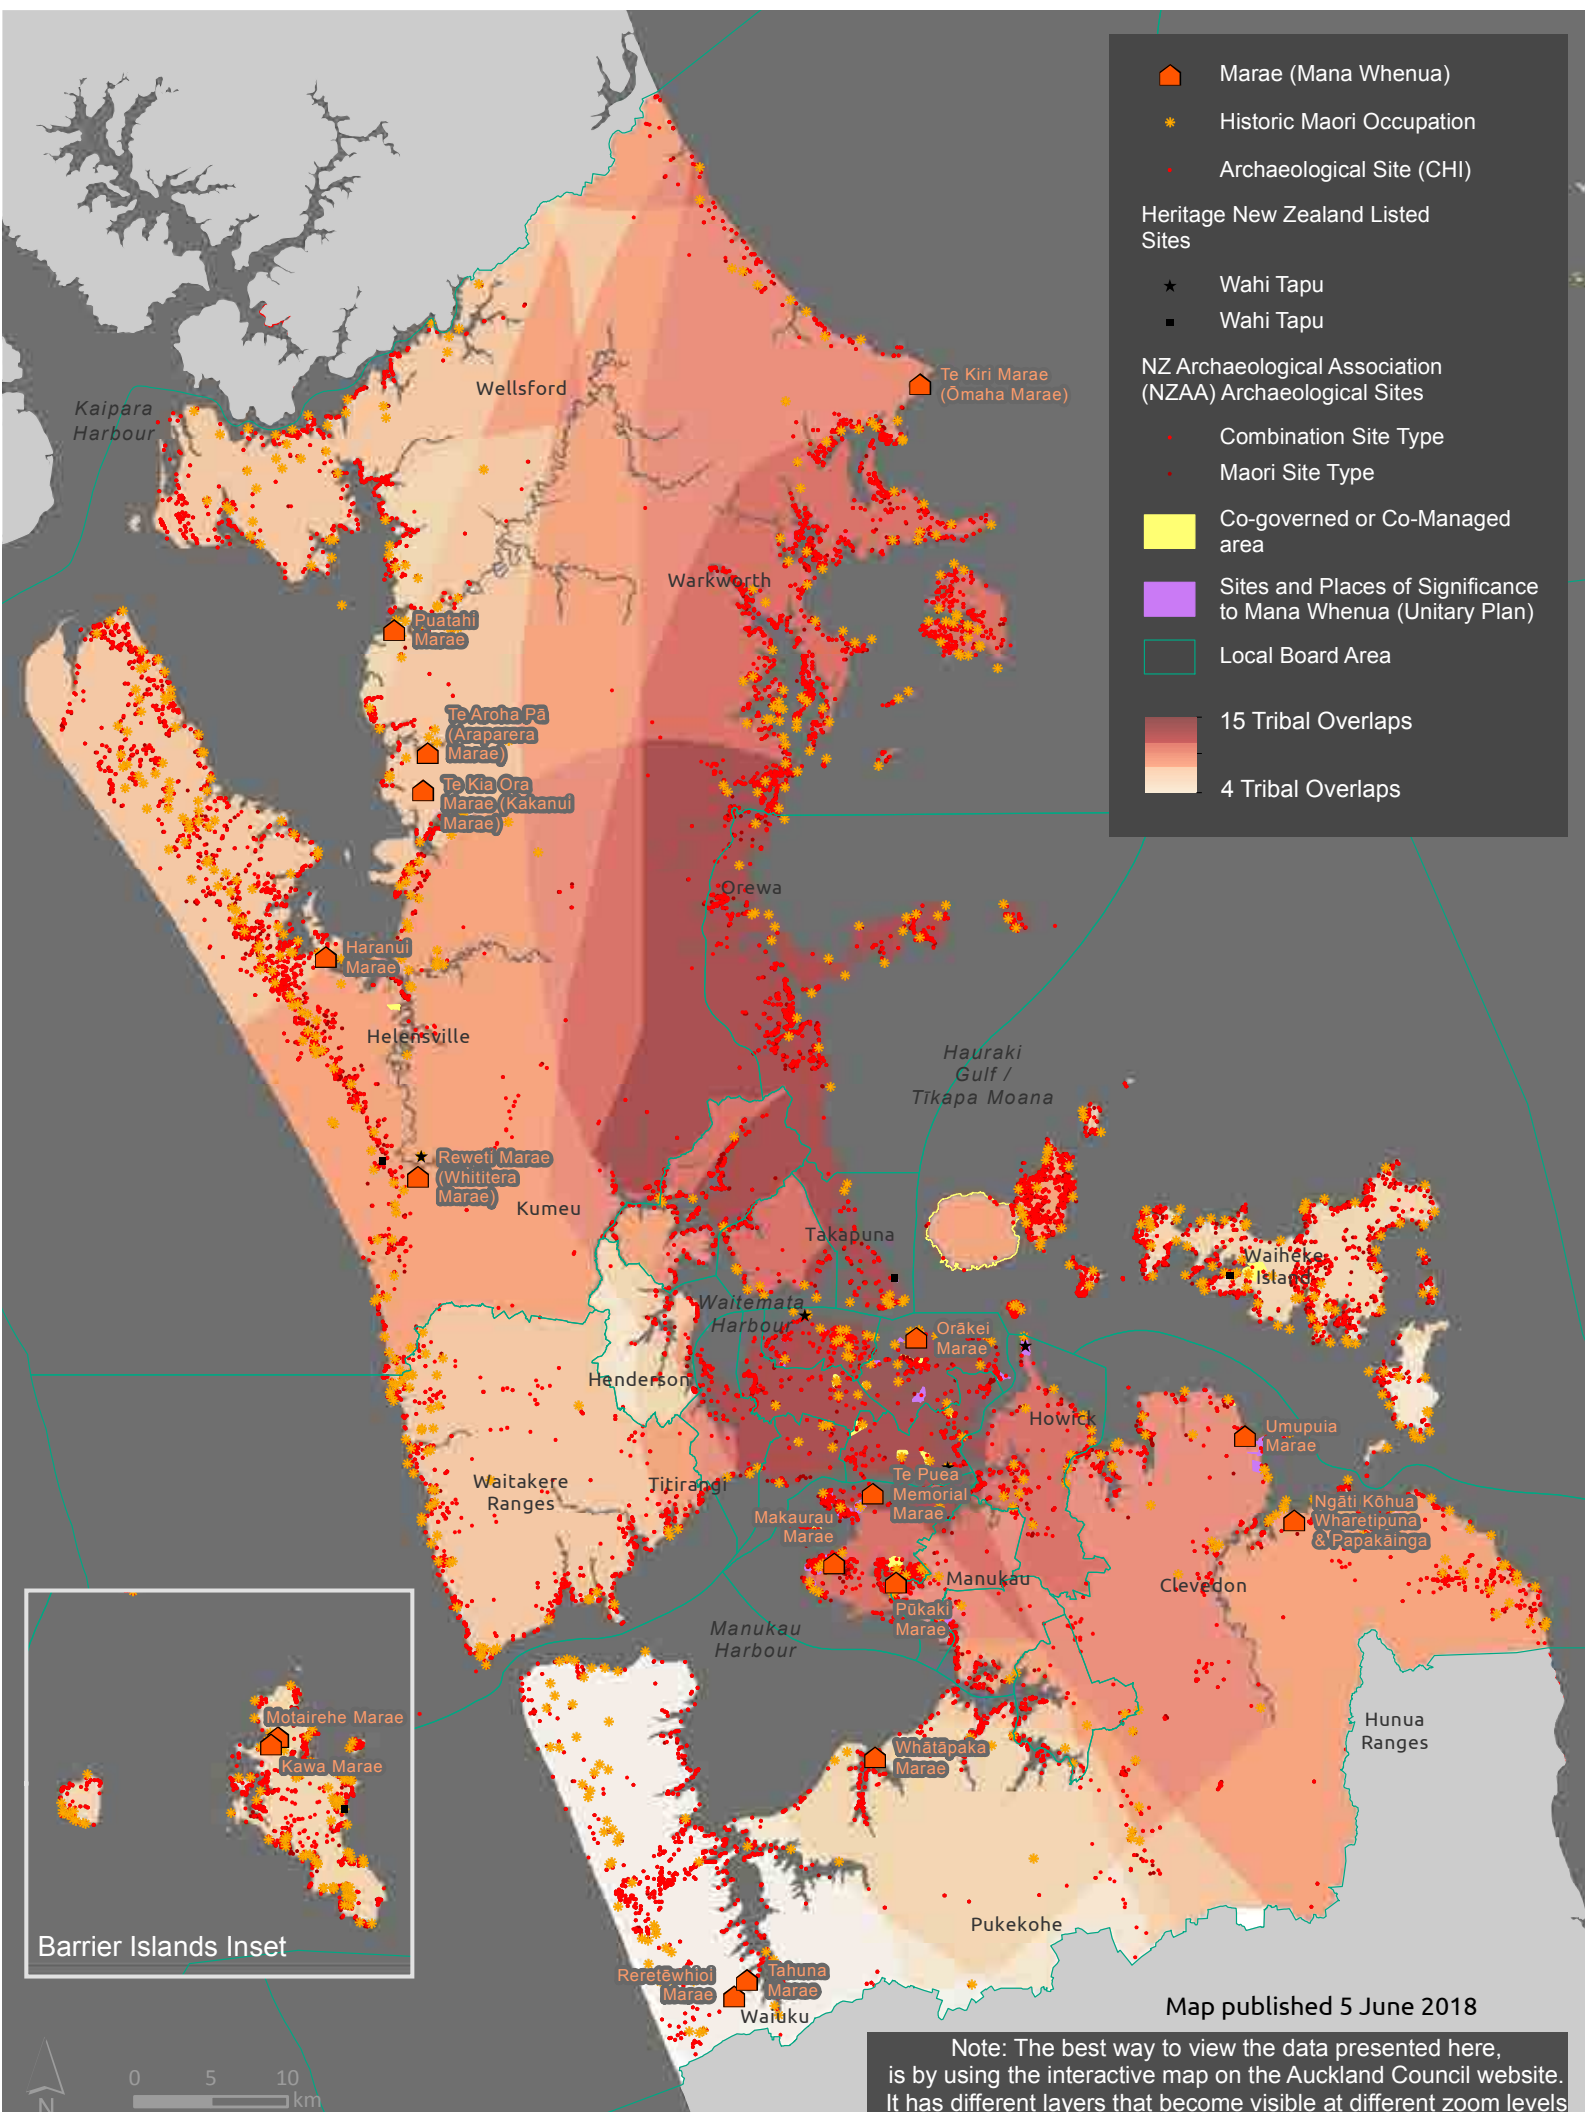 Marae (Mana Whenua)
Historic Maori Occupation
Archaeological Site (CHI)
Heritage New Zealand Listed
Sites
Wahi Tapu
Wahi Tapu
NZ Archaeological Association
(NZAA) Archaeological Sites
Combination Site Type
Maori Site Type
Co-governed or Co-Managed
area
Sites and Places of Significance
to Mana Whenua (Unitary Plan)
Local Board Area
15 Tribal Overlaps
4 Tribal Overlaps
Wellsford
Te Kiri Marae
(Ōmaha Marae)
Kaipara
Harbour
Warkworth
Puatahi
Marae
Te Aroha Pā
(Araparera
Marae)
Te Kia Ora
Marae (Kakanui
Marae)
Orewa
Haranui
Marae
Helensville
Hauraki
Gulf /
Tīkapa Moana
Reweti Marae
(Whititera
Marae)
Kumeu
Takapuna
Waiheke
Island
Waitemata
Harbour
Orākei
Marae
Henderson
Howick
Umupuia
Marae
Waitakere
Ranges
Titirangi
Te Puea
Memorial
Marae
Makaurau
Marae
Ngāti Kōhua
Wharetipuna
& Papakāinga
Manukau
Clevedon
Pūkaki
Marae
Manukau
Harbour
Hunua
Ranges
Motairehe Marae
Kawa Marae
Whātāpaka
Marae
Pukekohe
Barrier Islands Inset
Reretēwhioi
Marae
Tahuna
Marae
Waiuku
Map published 5 June 2018
Note: The best way to view the data presented here,
is by using the interactive map on the Auckland Council website.
It has different layers that become visible at different zoom levels
0 5 10
km
N